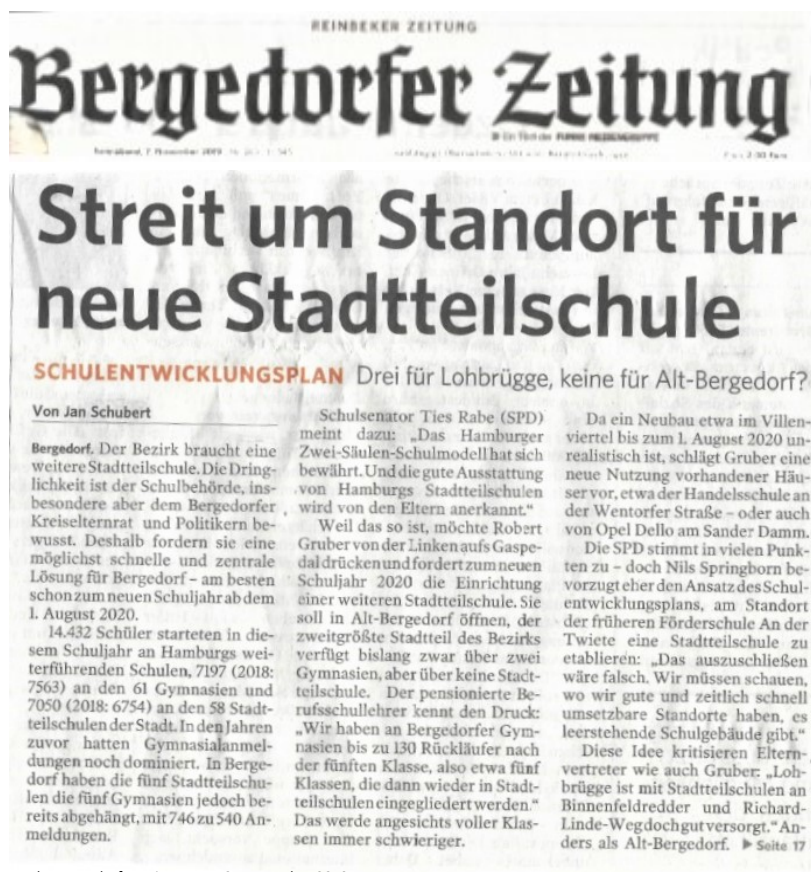 REINBEKER ZEITUNG
Bergedorfer Zeitung
Ein Titel der FUNKE MEDIENGRUPPE
7. November
Streit um Standort für
neue Stadtteilschule
SCHULENTWICKLUNGSPLAN Drei für Lohbrügge, keine für Alt-Bergedorf?
Von Jan Schubert
Bergedorf. Der Bezirk braucht eine
weitere Stadtteilschule. Die Dring-
lichkeit ist der Schulbehörde, ins-
besondere aber dem Bergedorfer
Kreiselternrat und Politikern be-
wusst. Deshalb fordern sie eine
möglichst schnelle und zentrale
Lösung für Bergedorf – am besten
schon zum neuen Schuljahr ab dem
1. August 2020.
14.432 Schüler starteten in die-
sem Schuljahr an Hamburgs wei-
terführenden Schulen, 7197 (2018:
7563) an den 61 Gymnasien und
7050 (2018: 6754) an den 58 Stadt-
teilschulen der Stadt. In den Jahren
zuvor hatten Gymnasialanmel-
dungen noch dominiert. In Berge-
dorf haben die fünf Stadtteilschu-
len die fünf Gymnasien jedoch be-
reits abgehängt, mit 746 zu 540 An-
meldungen.
Schulsenator Ties Rabe (SPD)
meint dazu: „Das Hamburger
Zwei-Säulen-Schulmodell hat sich
bewährt. Und die gute Ausstattung
von Hamburgs Stadtteilschulen
wird von den Eltern anerkannt.“
Weil das so ist, möchte Robert
Gruber von der Linken aufs Gaspe-
dal drücken und fordert zum neuen
Schuljahr 2020 die Einrichtung
einer weiteren Stadtteilschule. Sie
soll in Alt-Bergedorf öffnen, der
zweitgrößte Stadtteil des Bezirks
verfügt bislang zwar über zwei
Gymnasien, aber über keine Stadt-
teilschule. Der pensionierte Be-
rufsschullehrer kennt den Druck:
„Wir haben an Bergedorfer Gym-
nasien bis zu 130 Rückläufer nach
der fünften Klasse, also etwa fünf
Klassen, die dann wieder in Stadt-
teilschulen eingegliedert werden.“
Das werde angesichts voller Klas-
sen immer schwieriger.
Da ein Neubau etwa im Villen-
viertel bis zum 1. August 2020 un-
realistisch ist, schlägt Gruber eine
neue Nutzung vorhandener Häu-
ser vor, etwa der Handelsschule an
der Wentorfer Straße – oder auch
von Opel Dello am Sander Damm.
Die SPD stimmt in vielen Punk-
ten zu – doch Nils Springborn be-
vorzugt eher den Ansatz des Schul-
entwicklungsplans, am Standort
der früheren Förderschule An der
Twiete eine Stadtteilschule zu
etablieren: „Das auszuschließen
wäre falsch. Wir müssen schauen,
wo wir gute und zeitlich schnell
umsetzbare Standorte haben, es
leerstehende Schulgebäude gibt.“
Diese Idee kritisieren Eltern-
vertreter wie auch Gruber: „Loh-
brügge ist mit Stadtteilschulen an
Binnenfeldredder und Richard-
Linde-Weg doch gut versorgt.“ An-
ders als Alt-Bergedorf. ▶ Seite 17